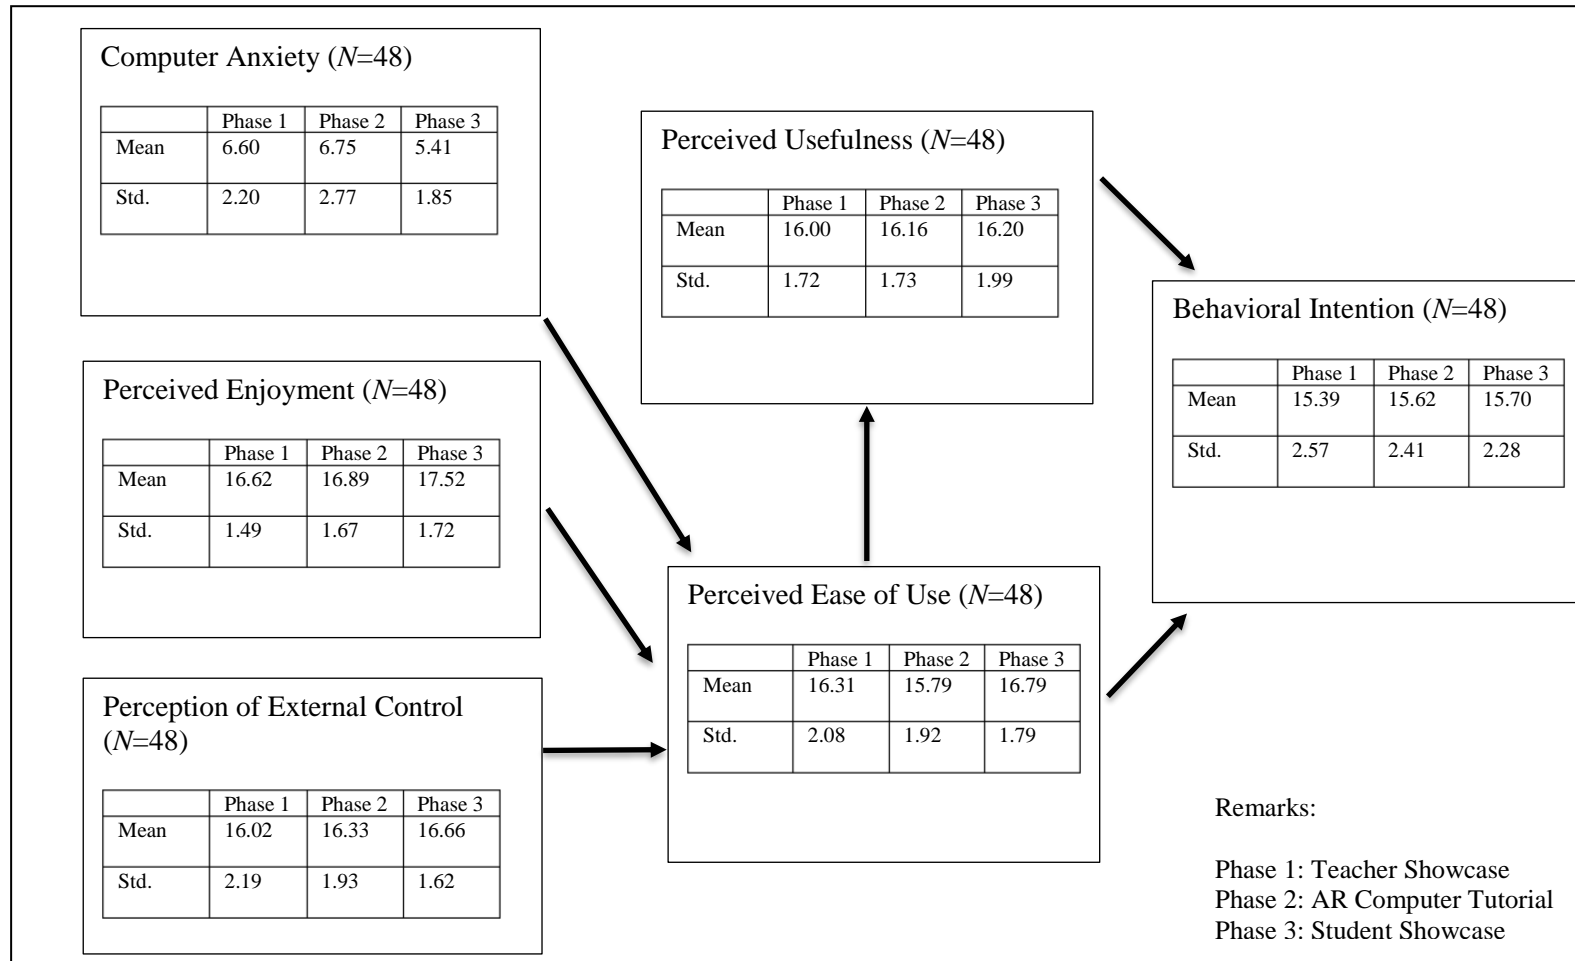 Computer Anxiety (N=48)
Phase 1 Phase 2 Phase 3
Mean 6.60 6.75 5.41
Std. 2.20 2.77 1.85
Perceived Enjoyment (N=48)
Phase 1 Phase 2 Phase 3
Mean 16.62 16.89 17.52
Std. 1.49 1.67 1.72
Perception of External Control
(N=48)
Phase 1 Phase 2 Phase 3
Mean 16.02 16.33 16.66
Std. 2.19 1.93 1.62
Perceived Usefulness (N=48)
Phase 1 Phase 2 Phase 3
Mean 16.00 16.16 16.20
Std. 1.72 1.73 1.99
Perceived Ease of Use (N=48)
Phase 1 Phase 2 Phase 3
Mean 16.31 15.79 16.79
Std. 2.08 1.92 1.79
Behavioral Intention (N=48)
Phase 1 Phase 2 Phase 3
Mean 15.39 15.62 15.70
Std. 2.57 2.41 2.28
Remarks:
Phase 1: Teacher Showcase
Phase 2: AR Computer Tutorial
Phase 3: Student Showcase